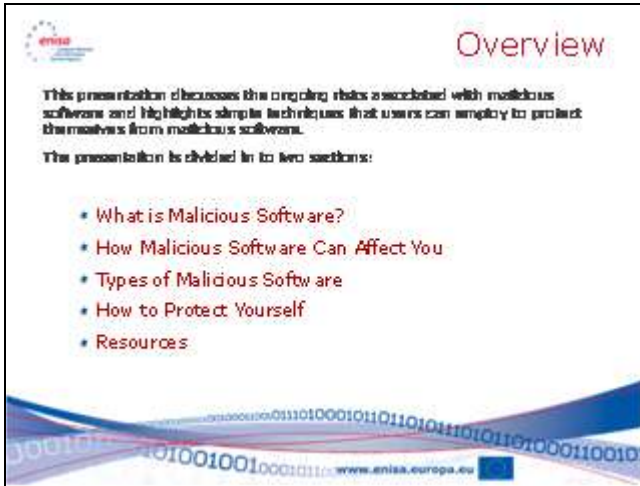 enisa
Overview
This presentation discusses the ongoing risks associated with malicious
software and highlights simple techniques that users can employ to protect
themselves from malicious software.
The presentation is divided in to two sections:
What is Malicious Software?
How Malicious Software Can Affect You
Types of Malicious Software
How to Protect Yourself
Resources
www.enisa.europa.eu